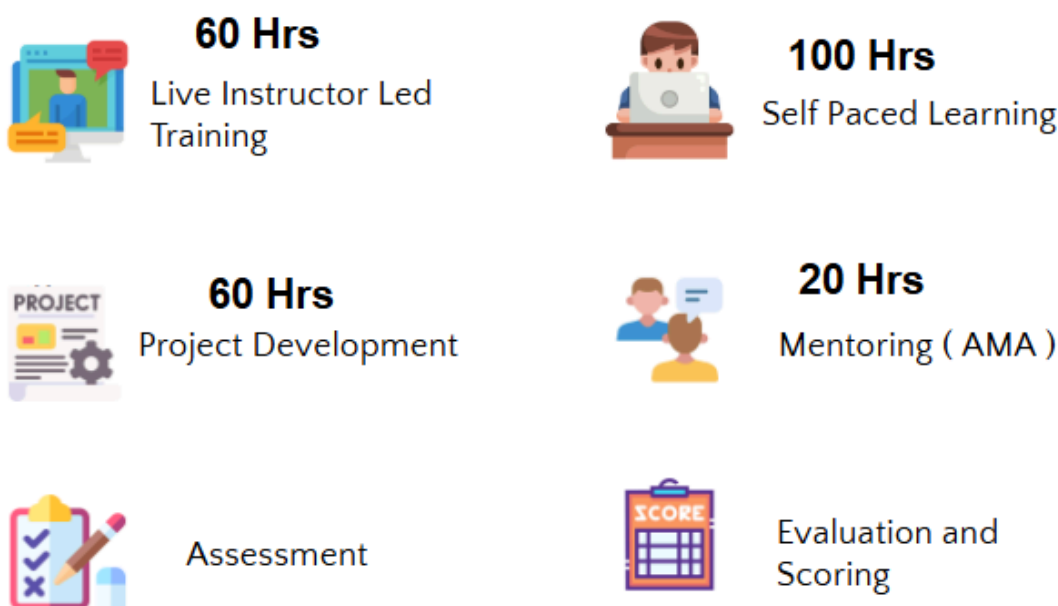 60 Hrs
Live Instructor Led
Training
100 Hrs
Self Paced Learning
PROJECT
60 Hrs
Project Development
20 Hrs
Mentoring ( AMA )
Assessment
SCORE
Evaluation and
Scoring